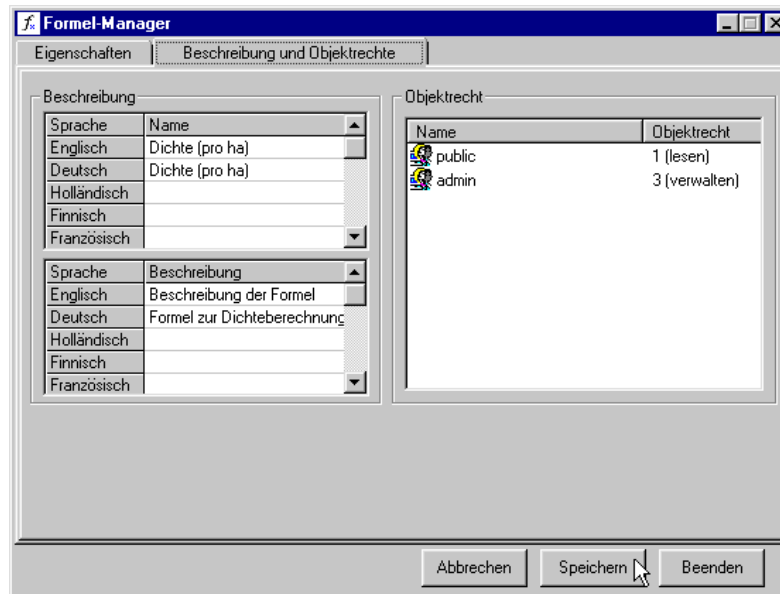 Formel-Manager
Eigenschaften Beschreibung und Objektrechte
Beschreibung
Sprache Name
Englisch Dichte (pro ha)
Deutsch Dichte (pro ha)
Holländisch
Finnisch
Französisch
Sprache Beschreibung
Englisch Beschreibung der Formel
Deutsch Formel zur Dichteberechnung
Holländisch
Finnisch
Französisch
Objektrecht
Name Objektrecht
public 1 (lesen)
admin 3 (verwalten)
Abbrechen Speichern Beenden